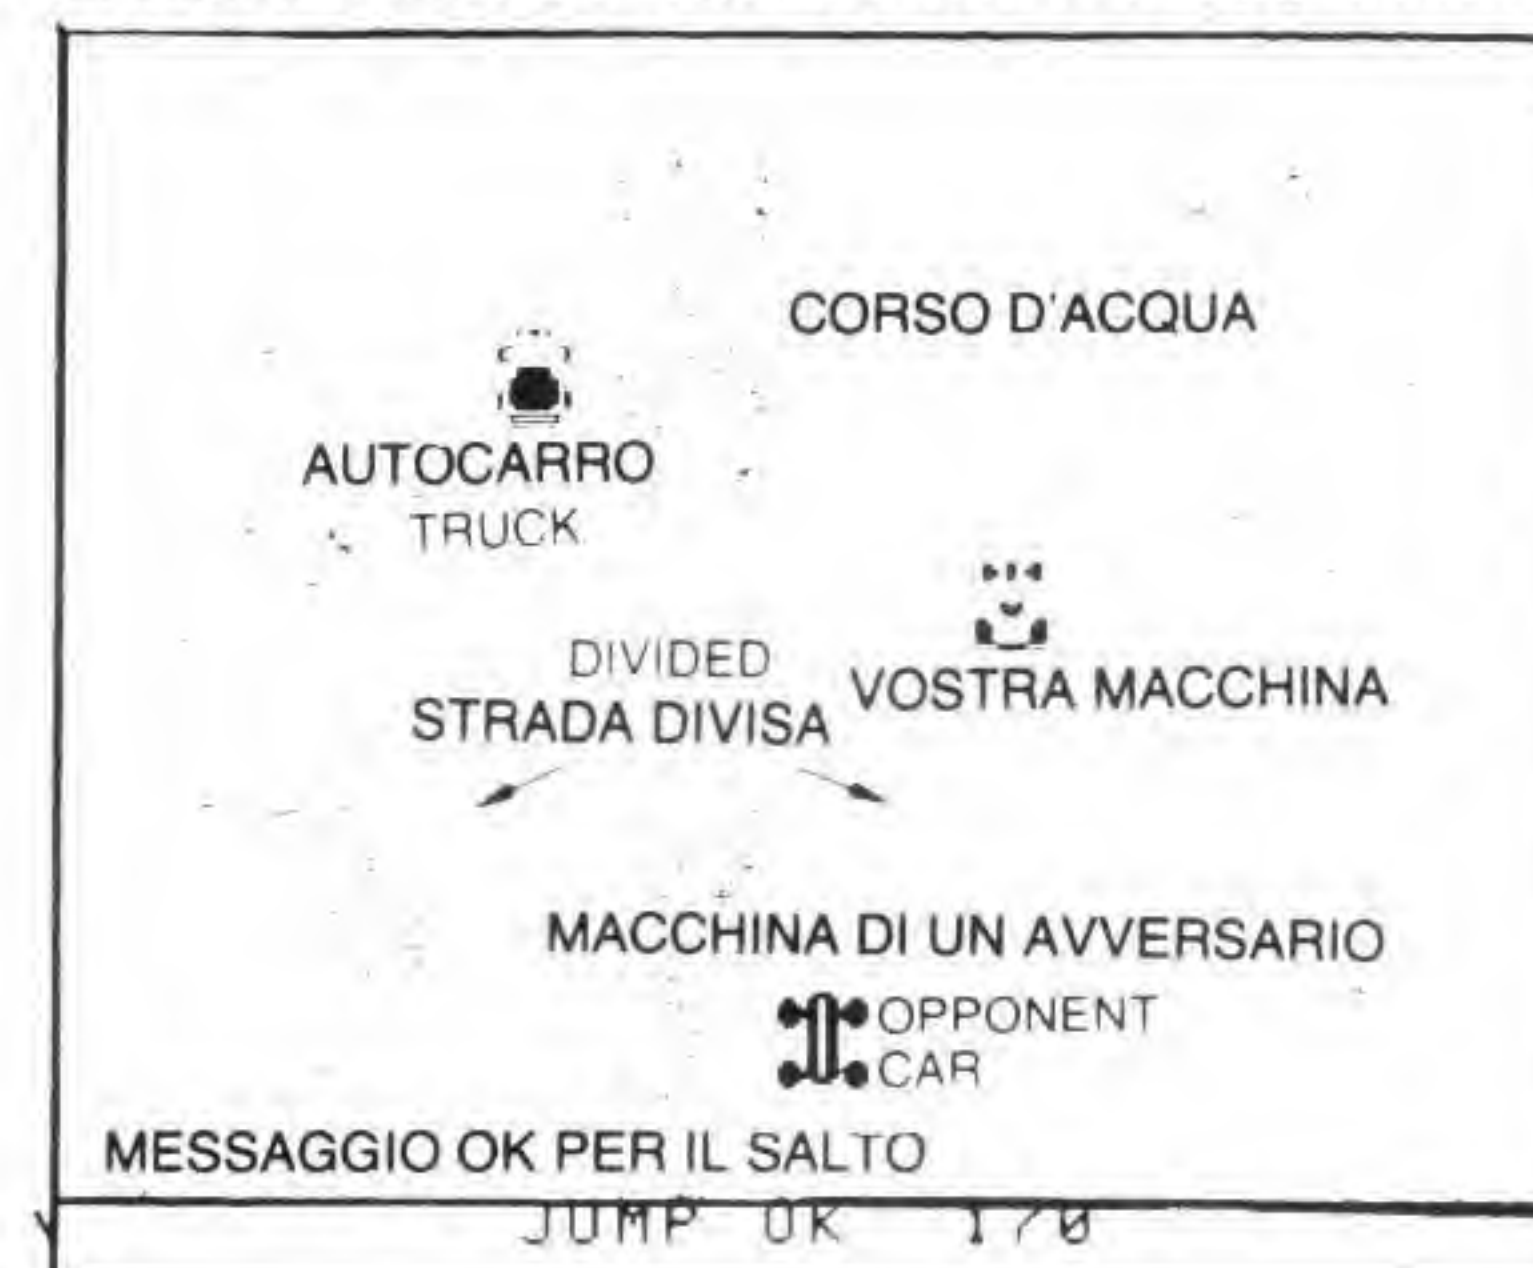 CORSO D'ACQUA
AUTOCARRO
TRUCK
DIVIDED
STRADA DIVISA
VOSTRA MACCHINA
MACCHINA DI UN AVVERSARIO
OPPONENT
CAR
MESSAGGIO OK PER IL SALTO
JUMP OK 170